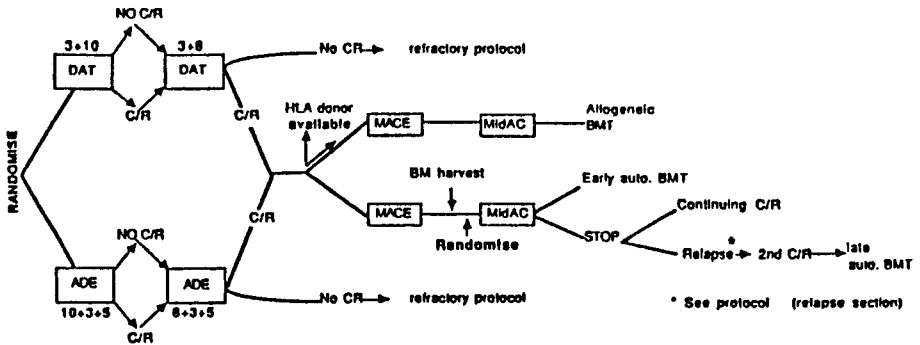 NO C/R
3+10
3+8
DAT
DAT
No CR
refractory protocol
C/R
C/R
HLA donor
available
MACE
MidAC
Allogeneic
BMT
RANDOMISE
BM harvest
Early auto. BMT
MACE
MidAC
Continuing C/R
C/R
Randomise
STOP
NO C/R
Relapse*
2nd C/R
late
auto. BMT
ADE
ADE
No CR
refractory protocol
* See protocol (relapse section)
10+3+5
8+3+5
C/R